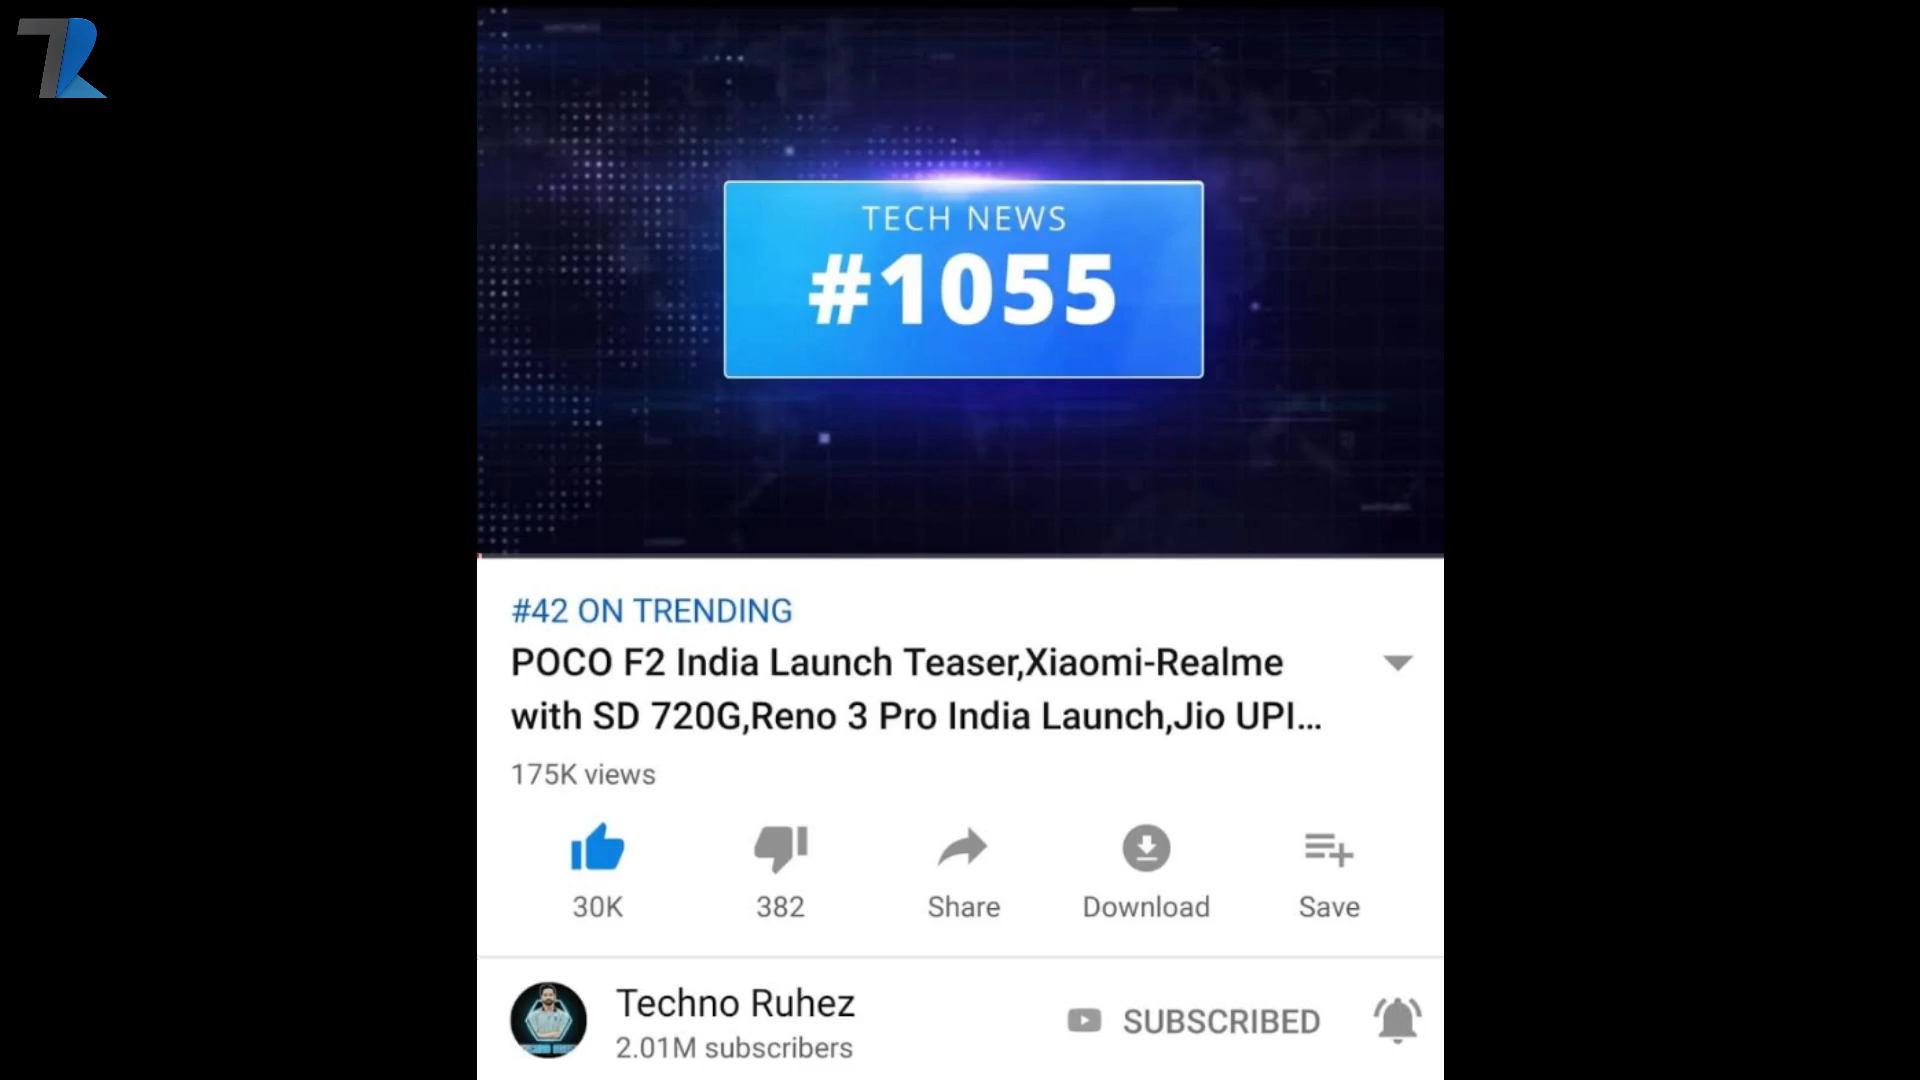 TR
TECH NEWS
#1055
#42 ON TRENDING
POCO F2 India Launch Teaser,Xiaomi-Realme
with SD 720G,Reno 3 Pro India Launch,Jio UPI...
175K views
30K
382
Share
Download
Save
Techno Ruhez
SUBSCRIBED
2.01M subscribers